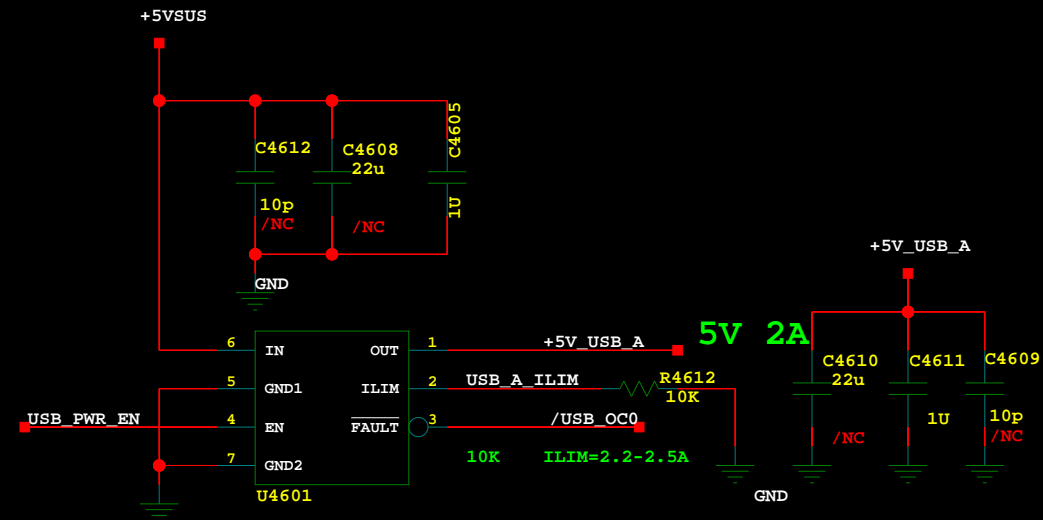 +5VSUS
C4612
10p
/NC
C4608
22u
/NC
C4605
1U
GND
+5V_USB_A
6 IN OUT 1 +5V_USB_A
5V 2A
5 GND1 ILIM 2 USB_A_ILIM R4612
10K
USB_PWR_EN 4 EN FAULT 3 /USB_OC0
7 GND2
10K ILIM=2.2-2.5A
U4601
C4610
22u
/NC
C4611
1U
C4609
10p
/NC
GND